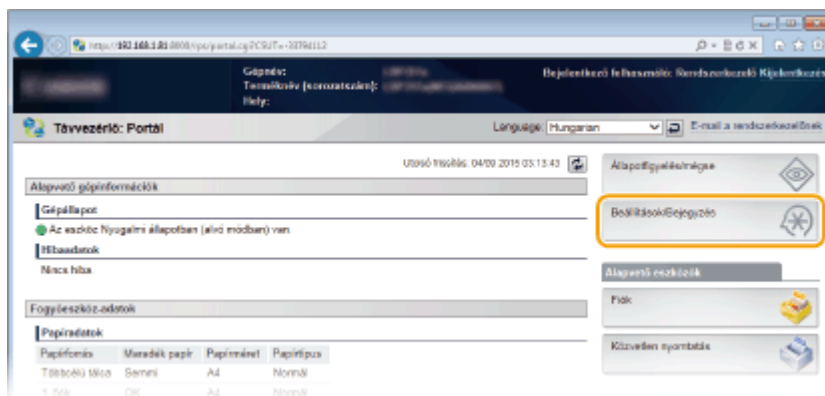 Gépnév:
Terméknév (sorozatszám):
Hely:
Bejelentkező felhasználó: Rendszerkezelő Kijelentkezés
Távvezérlő: Portál
Language: Hungarian
E-mail a rendszerkezelőnek
Utolsó frissítés: 04/09 2015 03:13:43
Alapvető gépinformációk
Gépállapot
Az eszköz Nyugalmi állapotban (alvó módban) van.
Hibaadatok
Nincs hiba.
Fogyóeszköz-adatok
Papíradatok
Papírforrás Maradék papír Papírméret Papírtípus
Többcélú tálca Semmi A4 Normál
1. fiók OK A4 Normál
Állapotfigyelés/mégse
Beállítások/Bejegyzés
Alapvető eszközök
Fiók
Közvetlen nyomtatás